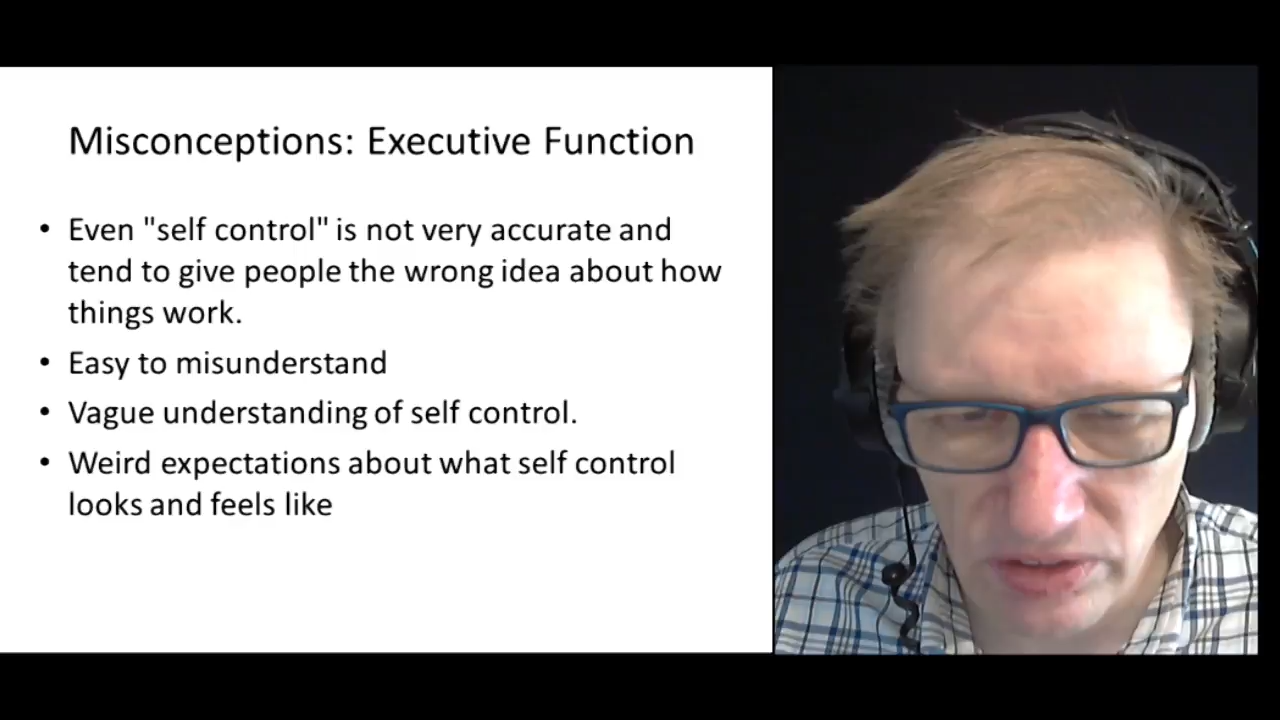 Misconceptions: Executive Function
• Even "self control" is not very accurate and
tend to give people the wrong idea about how
things work.
• Easy to misunderstand
• Vague understanding of self control.
• Weird expectations about what self control
looks and feels like